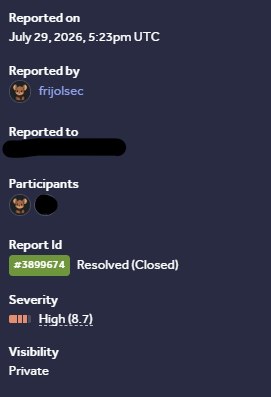 Reported on
July 29, 2026, 5:23pm UTC
Reported by
frijolsec
Reported to
Participants
Report Id
#3899674 Resolved (Closed)
Severity
High (8.7)
Visibility
Private